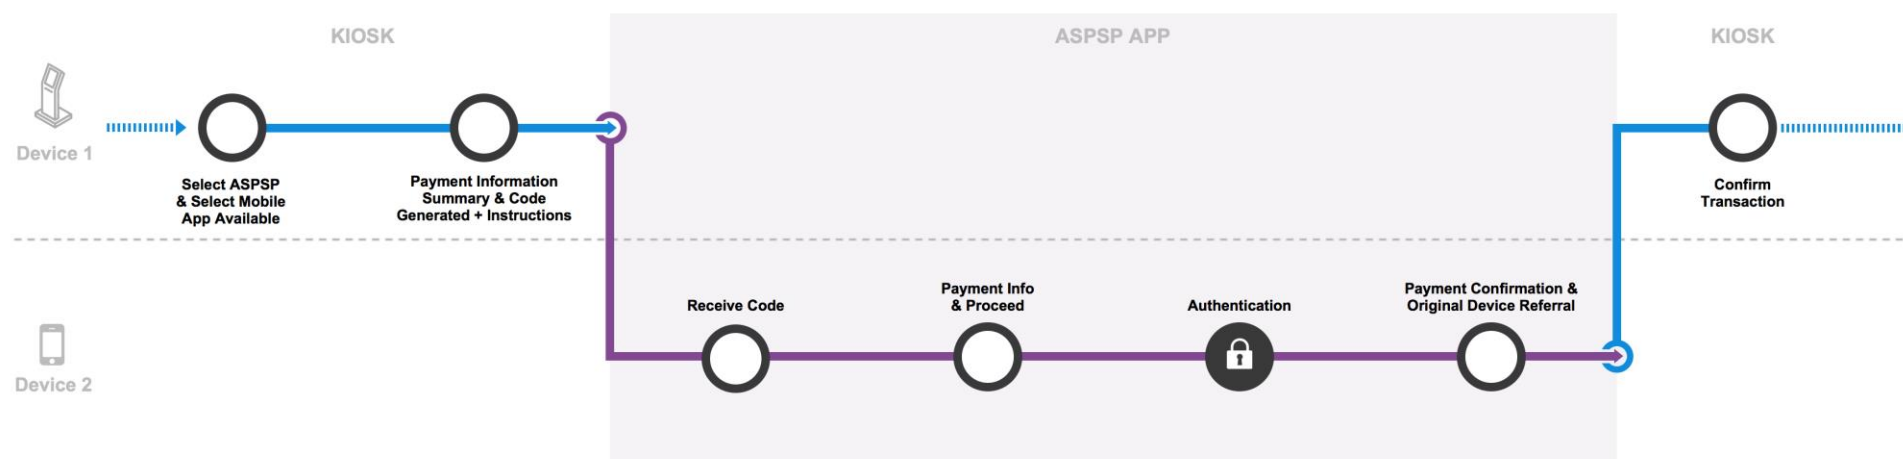 KIOSK
ASPSP APP
KIOSK
Device 1
Select ASPSP
& Select Mobile
App Available
Payment Information
Summary & Code
Generated + Instructions
Confirm
Transaction
Device 2
Receive Code
Payment Info
& Proceed
Authentication
Payment Confirmation &
Original Device Referral